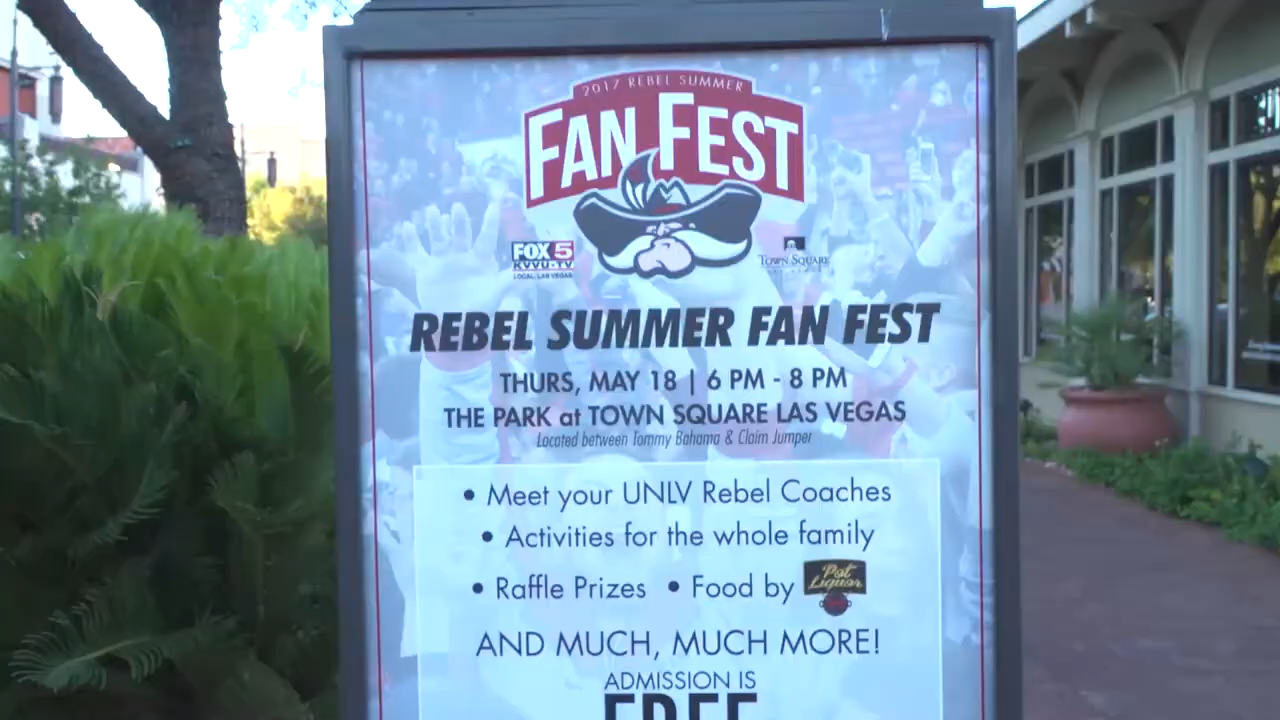 2017 REBEL SUMMER
FAN FEST
FOX 5
KVVU-TV
LOCAL LAS VEGAS
TOWN SQUARE
REBEL SUMMER FAN FEST
THURS, MAY 18 | 6 PM - 8 PM
THE PARK at TOWN SQUARE LAS VEGAS
Located between Tommy Bahama & Claim Jumper
• Meet your UNLV Rebel Coaches
• Activities for the whole family
• Raffle Prizes • Food by Pot Liquor
AND MUCH, MUCH MORE!
ADMISSION IS
FREE